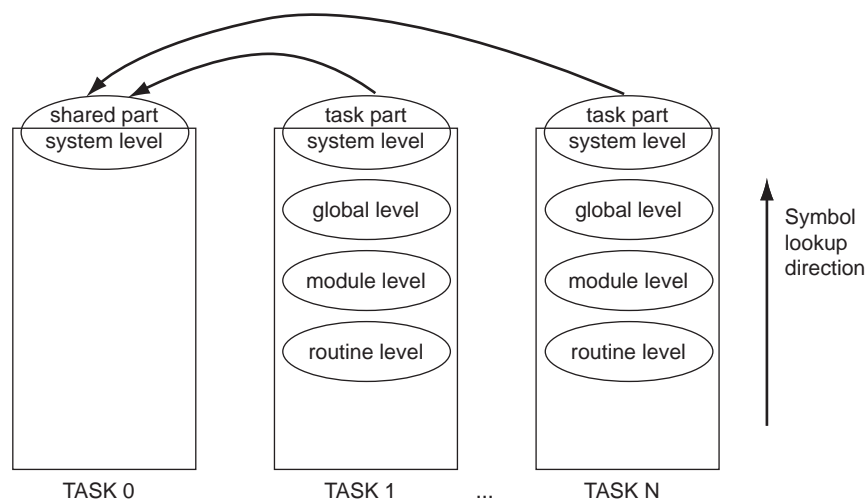 shared part
system level
task part
system level
global level
module level
routine level
task part
system level
global level
module level
routine level
Symbol
lookup
direction
TASK 0
TASK 1
...
TASK N